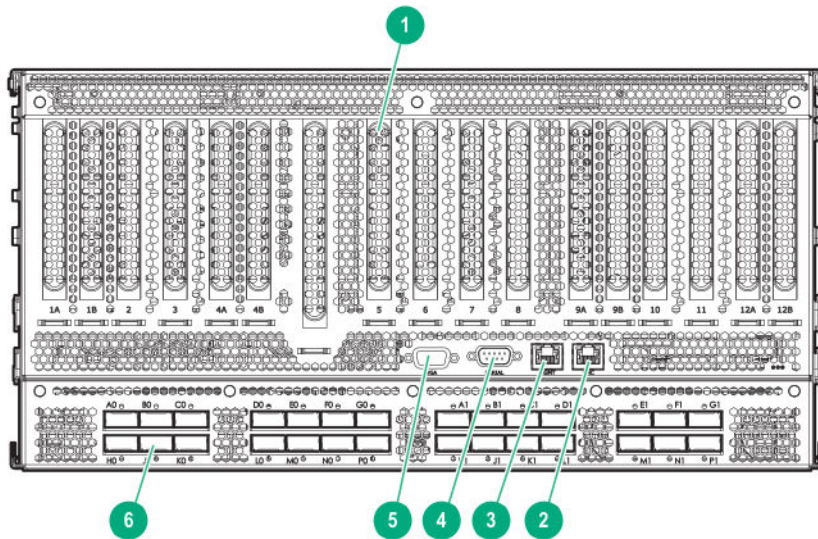 1
1A 1B 2 3 4A 4B 5 6 7 8 9A 9B 10 11 12A 12B
A0 B0 C0 D0 E0 F0 G0 A1 B1 C1 D1 E1 F1 G1
H0 K0 L0 M0 N0 P0 J1 K1 M1 N1 P1
6 5 4 3 2